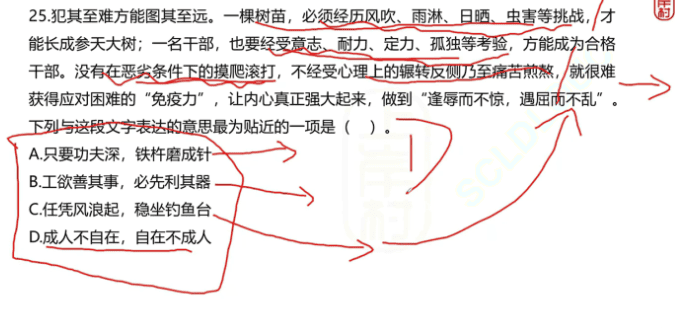 25.犯其至难方能图其至远。一棵树苗，必须经历风吹、雨淋、日晒、虫害等挑战，才
能长成参天大树；一名干部，也要经受意志、耐力、定力、孤独等考验，方能成为合格
干部。没有在恶劣条件下的摸爬滚打，不经受心理上的辗转反侧乃至痛苦煎熬，就很难
获得应对困难的“免疫力”，让内心真正强大起来，做到“逢辱而不惊，遇屈而不乱”。
下列与这段文字表达的意思最为贴近的一项是（ ）。
A.只要功夫深，铁杵磨成针
B.工欲善其事，必先利其器
C.任凭风浪起，稳坐钓鱼台
D.成人不自在，自在不成人